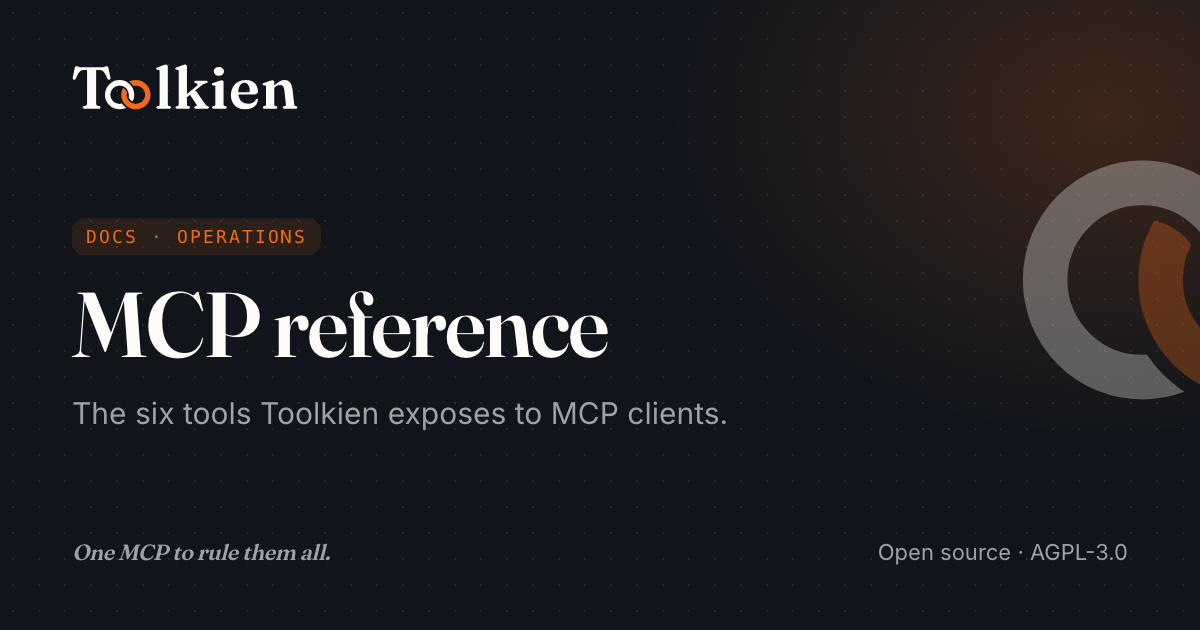 Toolkien
DOCS · OPERATIONS
MCP reference
The six tools Toolkien exposes to MCP clients.
One MCP to rule them all.
Open source · AGPL-3.0